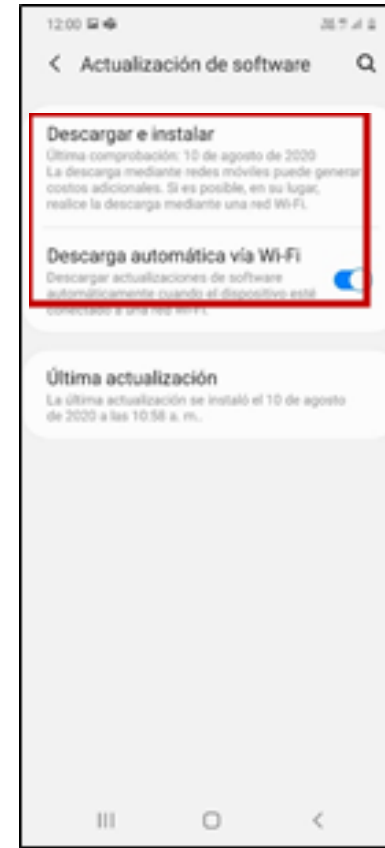 12:00
Actualización de software
Descargar e instalar
Última comprobación: 10 de agosto de 2020
La descarga mediante redes móviles puede generar
costos adicionales. Si es posible, en su lugar,
realice la descarga mediante una red Wi-Fi.
Descarga automática vía Wi-Fi
Descargar actualizaciones de software
automáticamente cuando el dispositivo esté
conectado a una red Wi-Fi.
Última actualización
La última actualización se instaló el 10 de agosto
de 2020 a las 10:58 a. m..